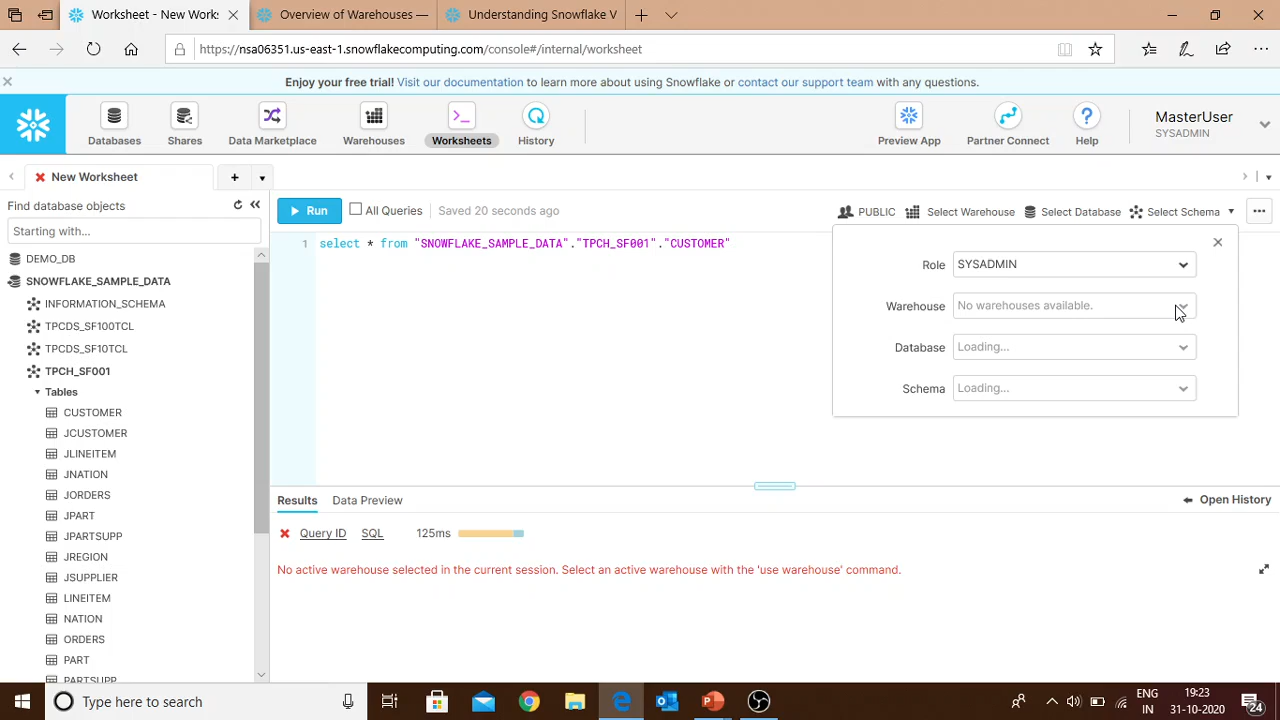 Worksheet - New Works:
Overview of Warehouses —
Understanding Snowflake V
https://nsa06351.us-east-1.snowflakecomputing.com/console#/internal/worksheet
Enjoy your free trial! Visit our documentation to learn more about using Snowflake or contact our support team with any questions.
Databases
Shares
Data Marketplace
Warehouses
Worksheets
History
Preview App
Partner Connect
Help
MasterUser
SYSADMIN
New Worksheet
Find database objects
Starting with...
Run
All Queries
Saved 20 seconds ago
PUBLIC
Select Warehouse
Select Database
Select Schema
1 select * from "SNOWFLAKE_SAMPLE_DATA"."TPCH_SF001"."CUSTOMER"
Role
SYSADMIN
Warehouse
No warehouses available.
Database
Loading...
Schema
Loading...
DEMO_DB
SNOWFLAKE_SAMPLE_DATA
INFORMATION_SCHEMA
TPCDS_SF100TCL
TPCDS_SF10TCL
TPCH_SF001
Tables
CUSTOMER
JCUSTOMER
JLINEITEM
JNATION
JORDERS
JPART
JPARTSUPP
JREGION
JSUPPLIER
LINEITEM
NATION
ORDERS
PART
PARTSUPP
Results
Data Preview
Open History
Query ID
SQL
125ms
No active warehouse selected in the current session. Select an active warehouse with the 'use warehouse' command.
Type here to search
ENG
IN
19:23
31-10-2020
24